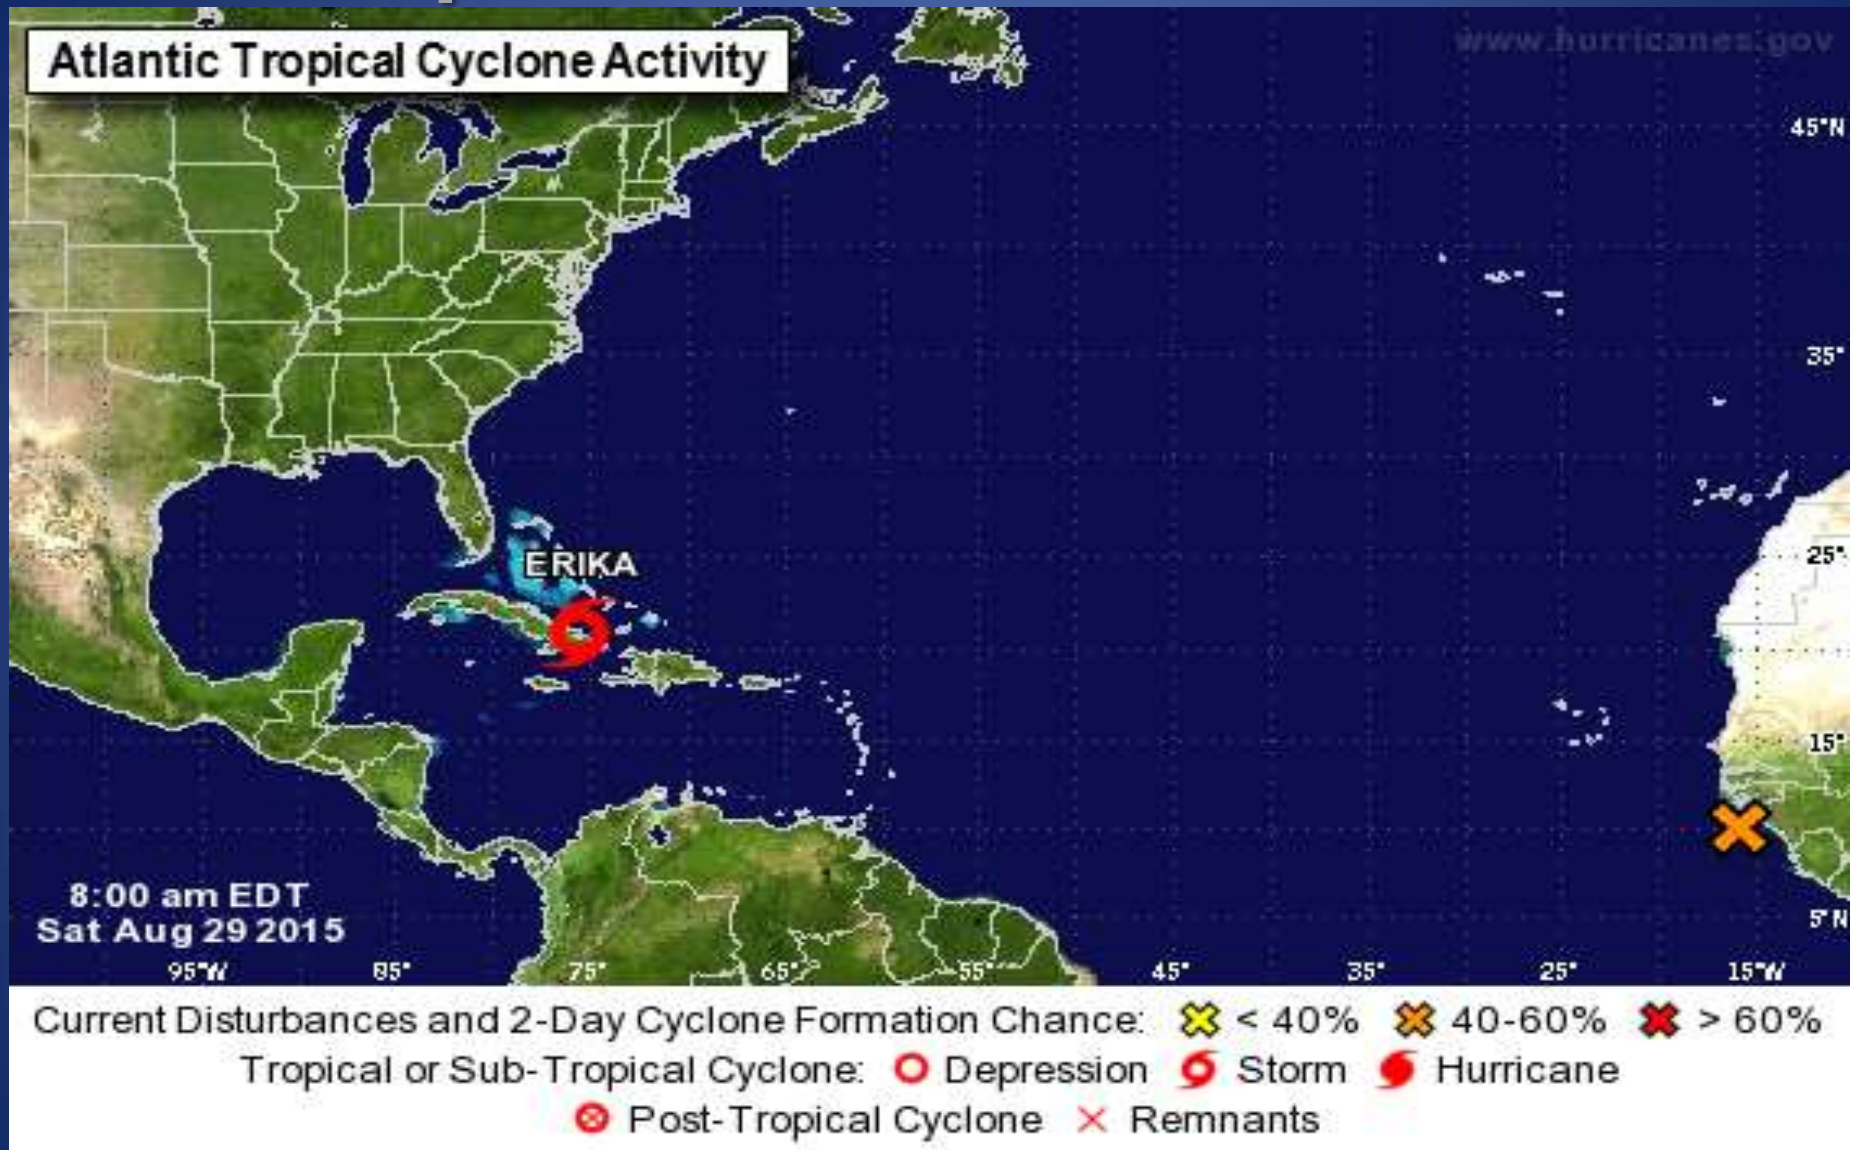 Atlantic Tropical Cyclone Activity
www.hurricanes.gov
45°N
35°
ERIKA
25°
15°
8:00 am EDT
Sat Aug 29 2015
5°N
95°W 85° 75° 65° 55° 45° 35° 25° 15°W
Current Disturbances and 2-Day Cyclone Formation Chance: < 40% 40-60% > 60%
Tropical or Sub-Tropical Cyclone: Depression Storm Hurricane
Post-Tropical Cyclone Remnants